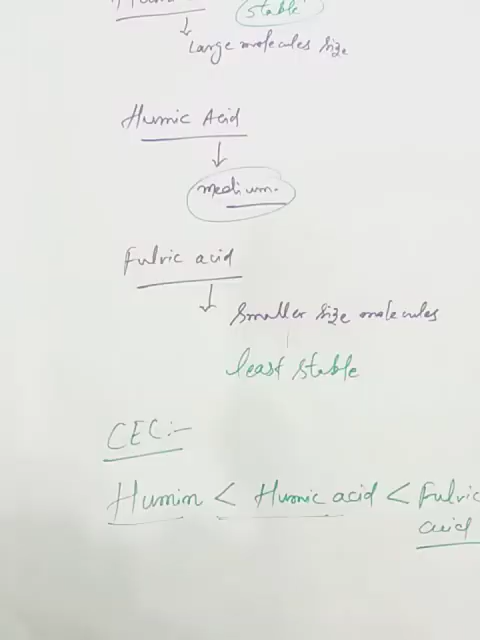 stable
Large molecules size
Humic Acid
medium.
Fulvic acid
Smaller size molecules
least stable
CEC:-
Humin < Humic acid < Fulvic
acid